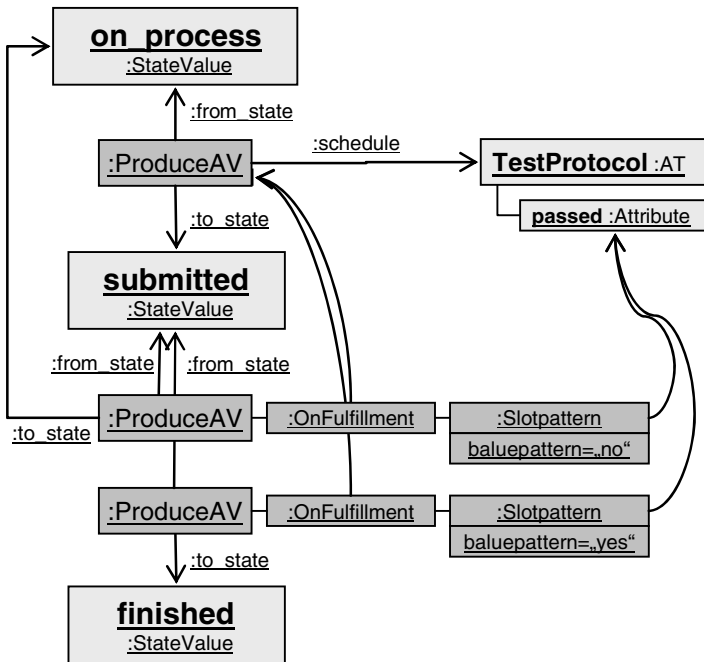 on_process
:StateValue
:from_state
:ProduceAV
:schedule
TestProtocol :AT
passed :Attribute
:to_state
submitted
:StateValue
:from_state :from_state
:ProduceAV
:OnFulfillment
:Slotpattern
baluepattern=„no“
:to_state
:ProduceAV
:OnFulfillment
:Slotpattern
baluepattern=„yes“
:to_state
finished
:StateValue